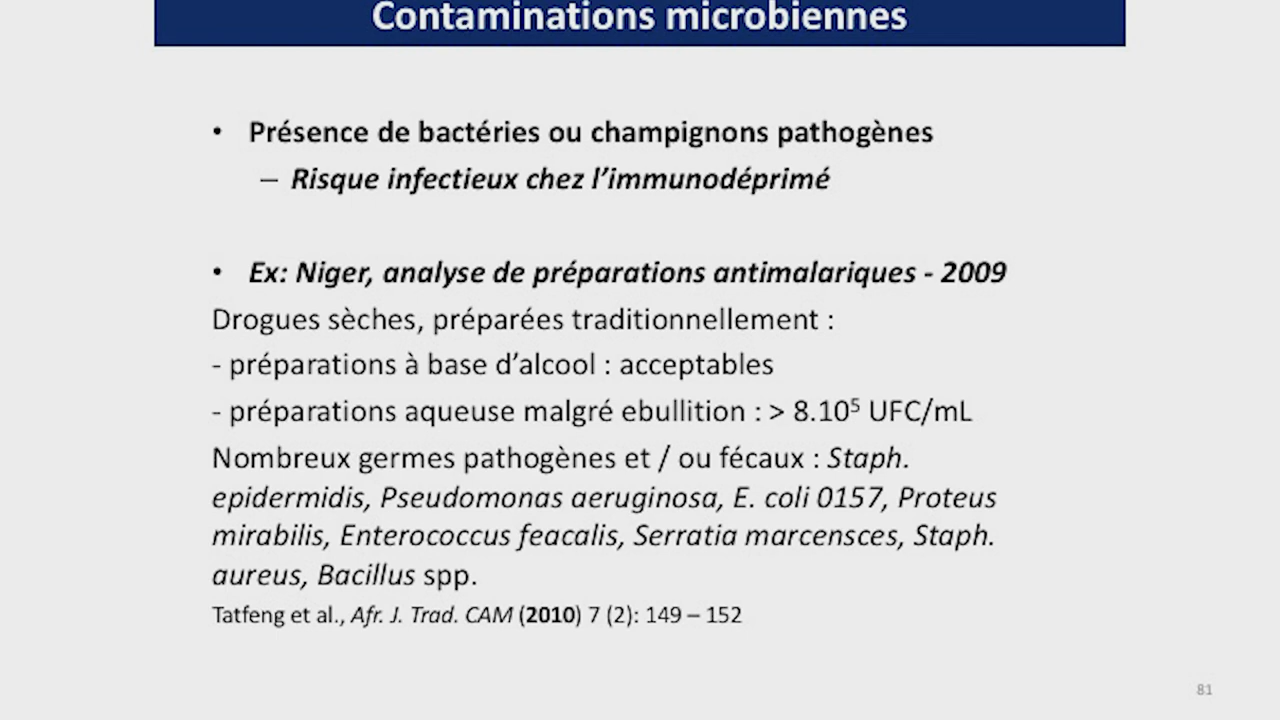 Contaminations microbiennes
• Présence de bactéries ou champignons pathogènes
– Risque infectieux chez l’immunodéprimé
• Ex: Niger, analyse de préparations antimalariques - 2009
Drogues sèches, préparées traditionnellement :
- préparations à base d’alcool : acceptables
- préparations aqueuse malgré ebullition : > 8.10⁵ UFC/mL
Nombreux germes pathogènes et / ou fécaux : Staph.
epidermidis, Pseudomonas aeruginosa, E. coli 0157, Proteus
mirabilis, Enterococcus feacalis, Serratia marcensces, Staph.
aureus, Bacillus spp.
Tatfeng et al., Afr. J. Trad. CAM (2010) 7 (2): 149 – 152
81